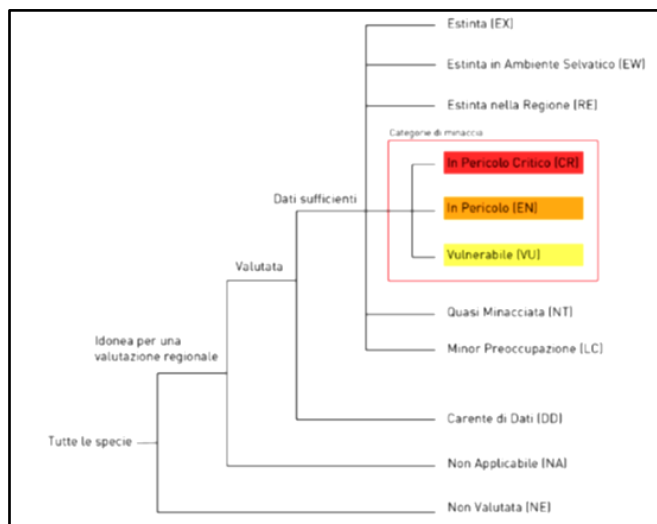 Estinta (EX)
Estinta in Ambiente Selvatico (EW)
Estinta nella Regione (RE)
Categorie di minaccia
In Pericolo Critico (CR)
In Pericolo (EN)
Vulnerabile (VU)
Dati sufficienti
Valutata
Quasi Minacciata (NT)
Idonea per una
valutazione regionale
Minor Preoccupazione (LC)
Carente di Dati (DD)
Tutte le specie
Non Applicabile (NA)
Non Valutata (NE)